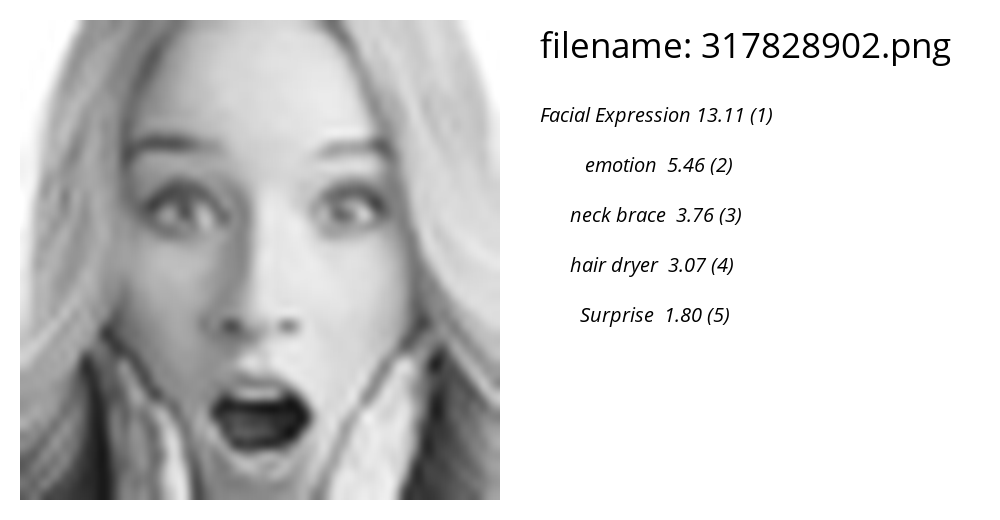 filename: 317828902.png
Facial Expression 13.11 (1)
emotion 5.46 (2)
neck brace 3.76 (3)
hair dryer 3.07 (4)
Surprise 1.80 (5)